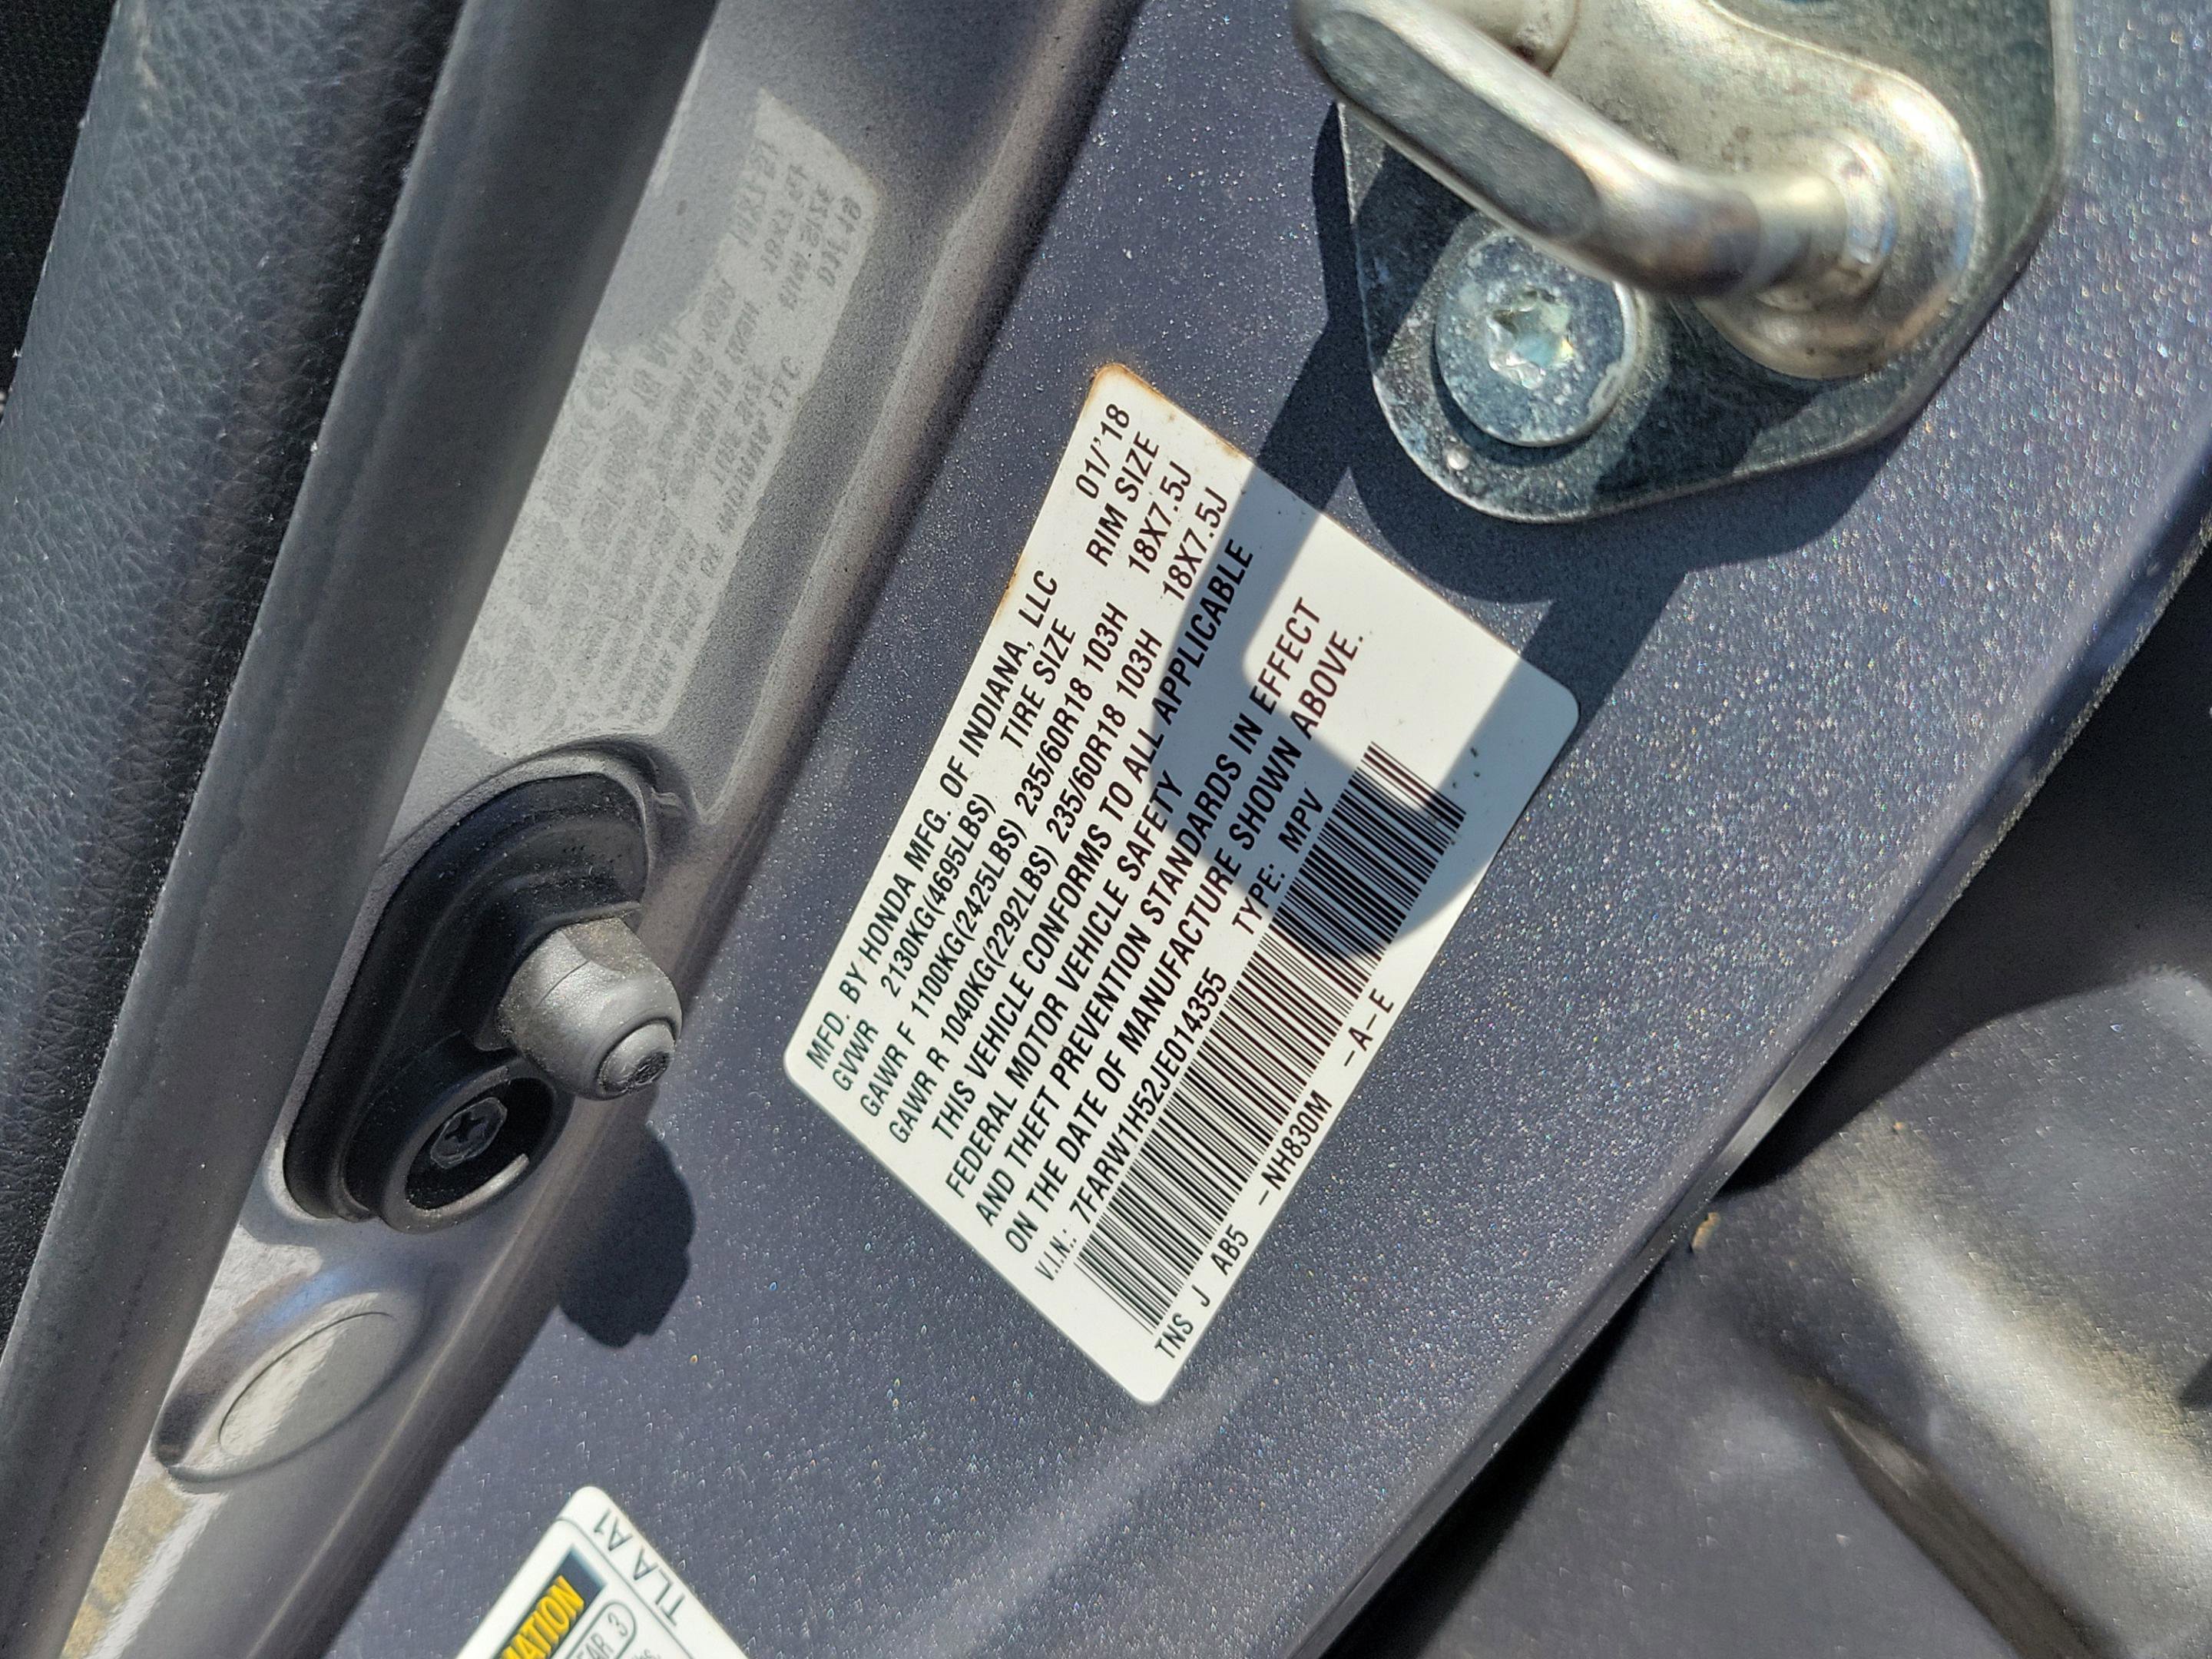 MFD. BY HONDA MFG. OF INDIANA, LLC 01/'18
GVWR 2130KG(4695LBS) TIRE SIZE RIM SIZE
GAWR F 1100KG(2425LBS) 235/60R18 103H 18X7.5J
GAWR R 1040KG(2292LBS) 235/60R18 103H 18X7.5J
THIS VEHICLE CONFORMS TO ALL APPLICABLE
FEDERAL MOTOR VEHICLE SAFETY
AND THEFT PREVENTION STANDARDS IN EFFECT
ON THE DATE OF MANUFACTURE SHOWN ABOVE.
V.I.N.: 7FARW1H52JE014355 TYPE: MPV
TNS J AB5 -NH830M -A-E
TLA A1
MATION
EAR 3